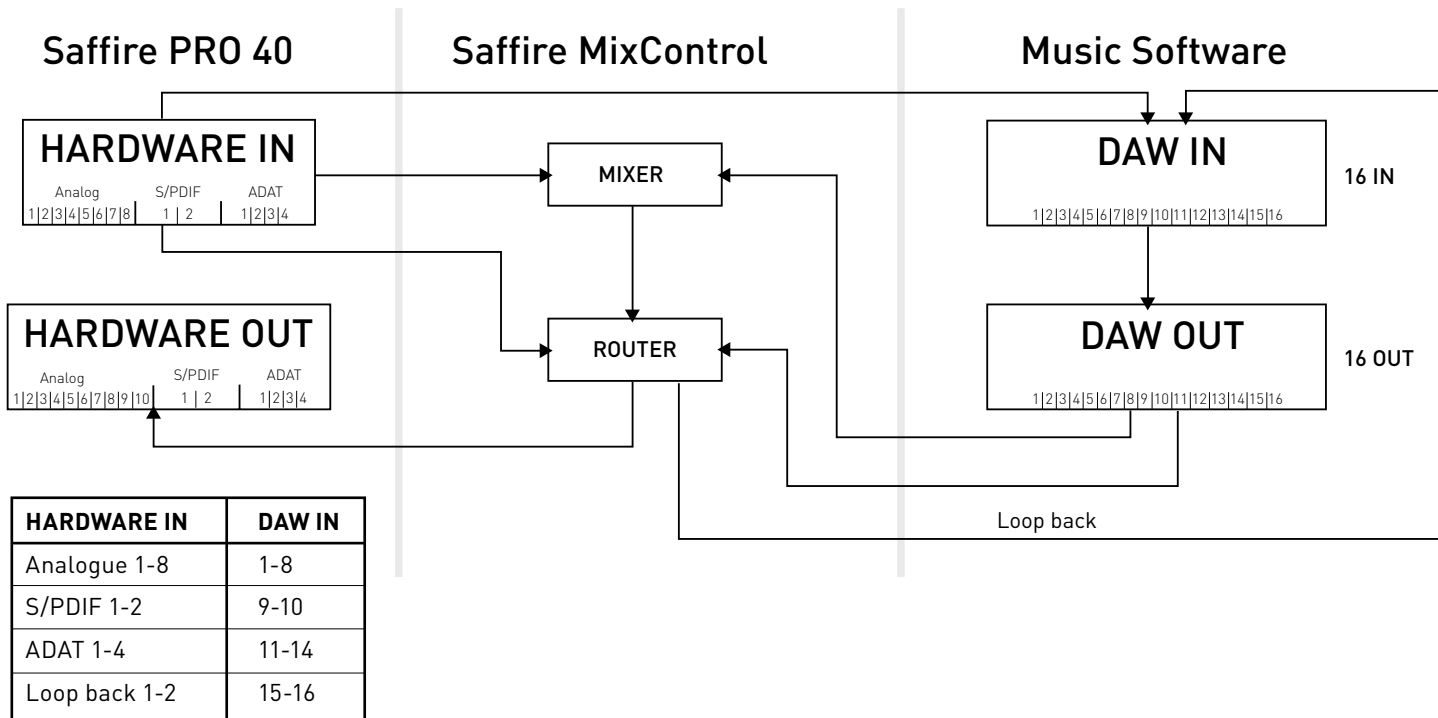 Saffire PRO 40
Saffire MixControl
Music Software
HARDWARE IN
Analog S/PDIF ADAT
1|2|3|4|5|6|7|8 1 | 2 1|2|3|4
MIXER
DAW IN
1|2|3|4|5|6|7|8|9|10|11|12|13|14|15|16
16 IN
HARDWARE OUT
Analog S/PDIF ADAT
1|2|3|4|5|6|7|8|9|10 1 | 2 1|2|3|4
ROUTER
DAW OUT
1|2|3|4|5|6|7|8|9|10|11|12|13|14|15|16
16 OUT
Loop back
HARDWARE IN DAW IN
Analogue 1-8 1-8
S/PDIF 1-2 9-10
ADAT 1-4 11-14
Loop back 1-2 15-16